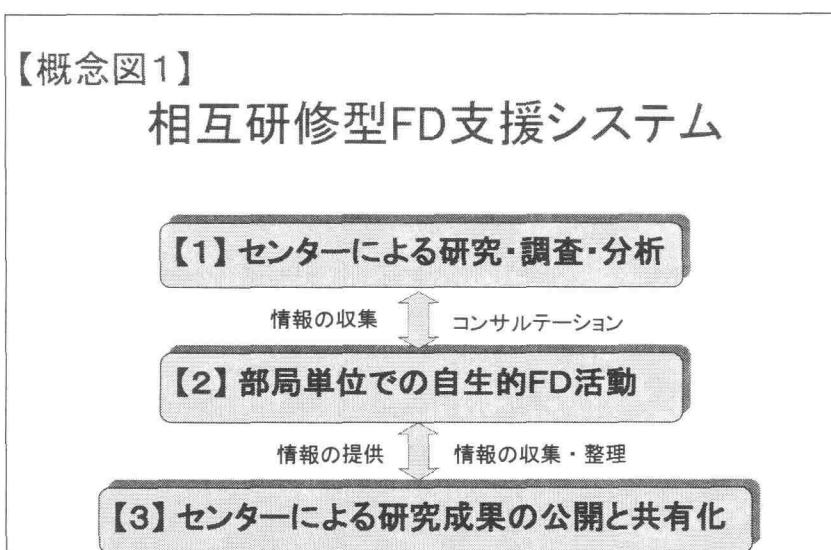 【概念図1】
相互研修型FD支援システム
【1】センターによる研究・調査・分析
情報の収集 コンサルテーション
【2】部局単位での自生的FD活動
情報の提供 情報の収集・整理
【3】センターによる研究成果の公開と共有化